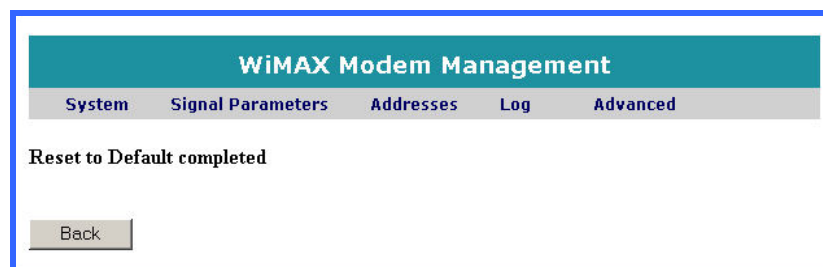 WiMAX Modem Management
System Signal Parameters Addresses Log Advanced
Reset to Default completed
Back